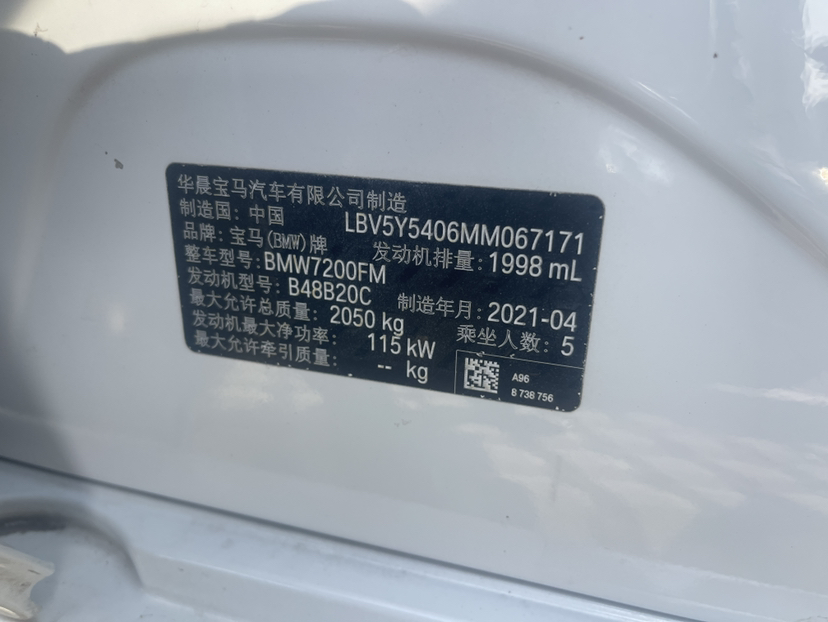 华晨宝马汽车有限公司制造
制造国: 中国 LBV5Y5406MM067171
品牌: 宝马(BMW)牌 发动机排量: 1998 mL
整车型号: BMW7200FM
发动机型号: B48B20C 制造年月: 2021-04
最大允许总质量: 2050 kg 乘坐人数: 5
发动机最大净功率: 115 kW
最大允许牵引质量: -- kg
A96
8 738 756